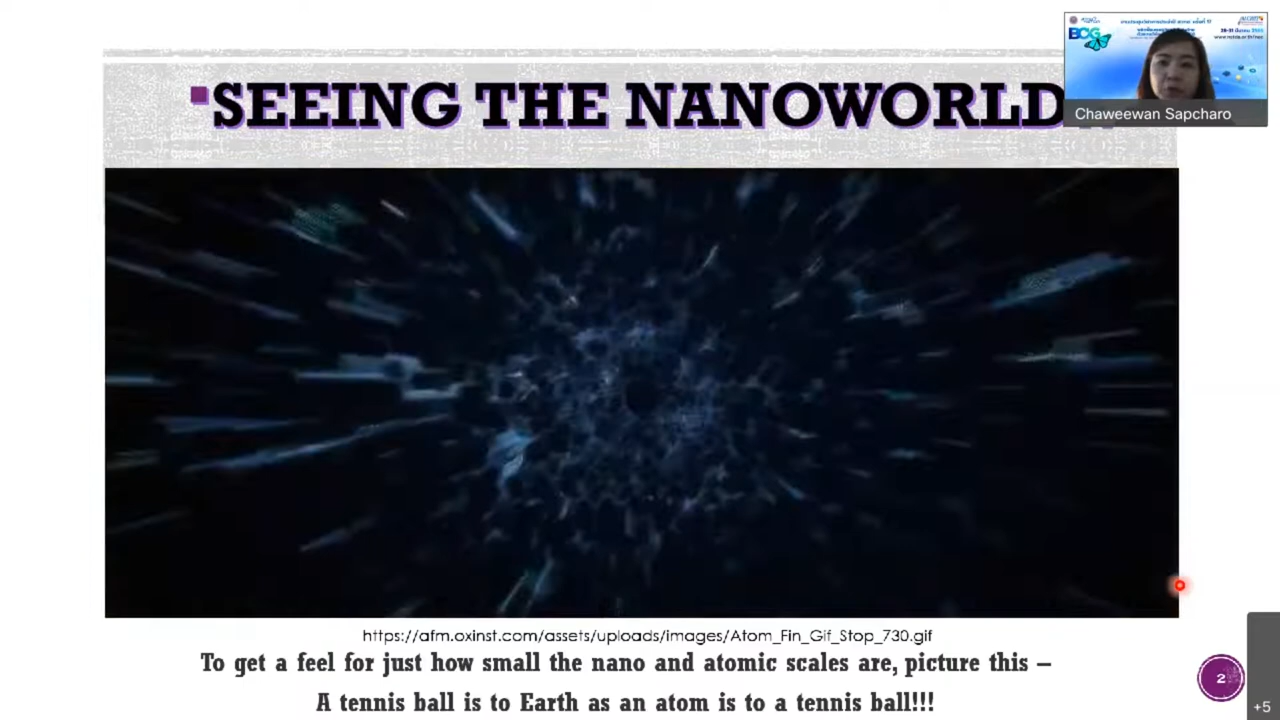 SEEING THE NANOWORLD
Chaweewan Sapcharo
BCG
https://afm.oxinst.com/assets/uploads/images/Atom_Fin_Gif_Stop_730.gif
To get a feel for just how small the nano and atomic scales are, picture this –
A tennis ball is to Earth as an atom is to a tennis ball!!!
2
+5